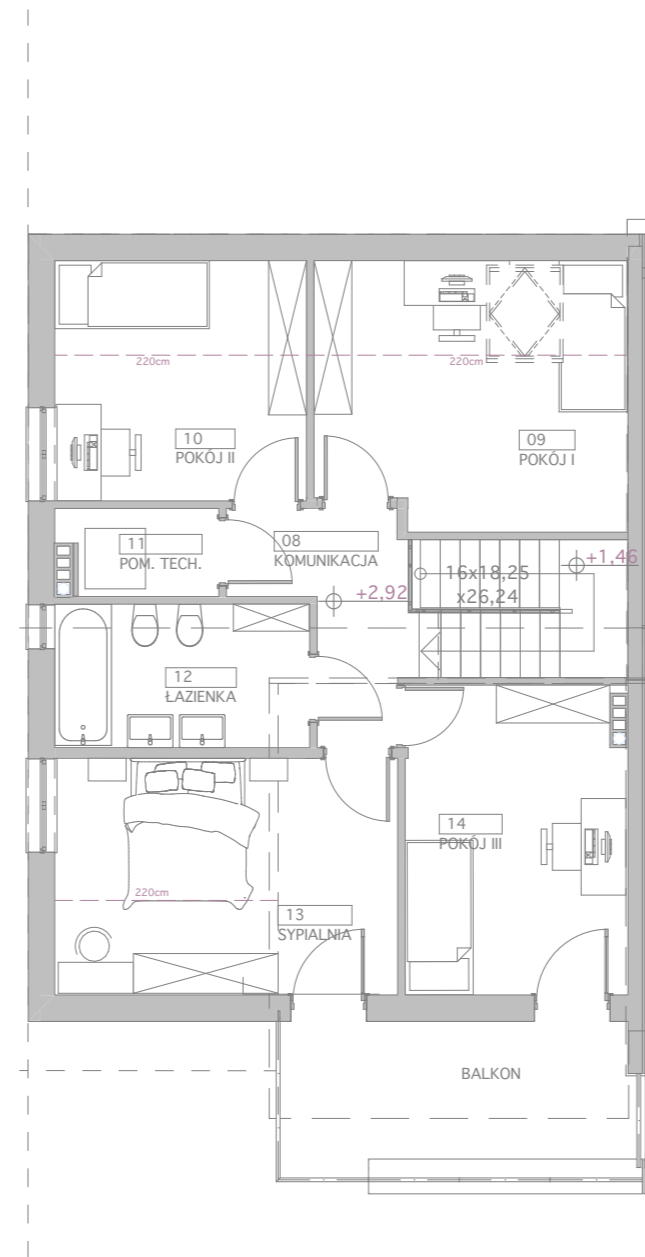 220cm
220cm
10
POKÓJ II
09
POKÓJ I
11
POM. TECH.
08
KOMUNIKACJA
+2,92
16x18,25
x26,24
+1,46
12
ŁAZIENKA
14
POKÓJ III
220cm
13
SYPIALNIA
BALKON